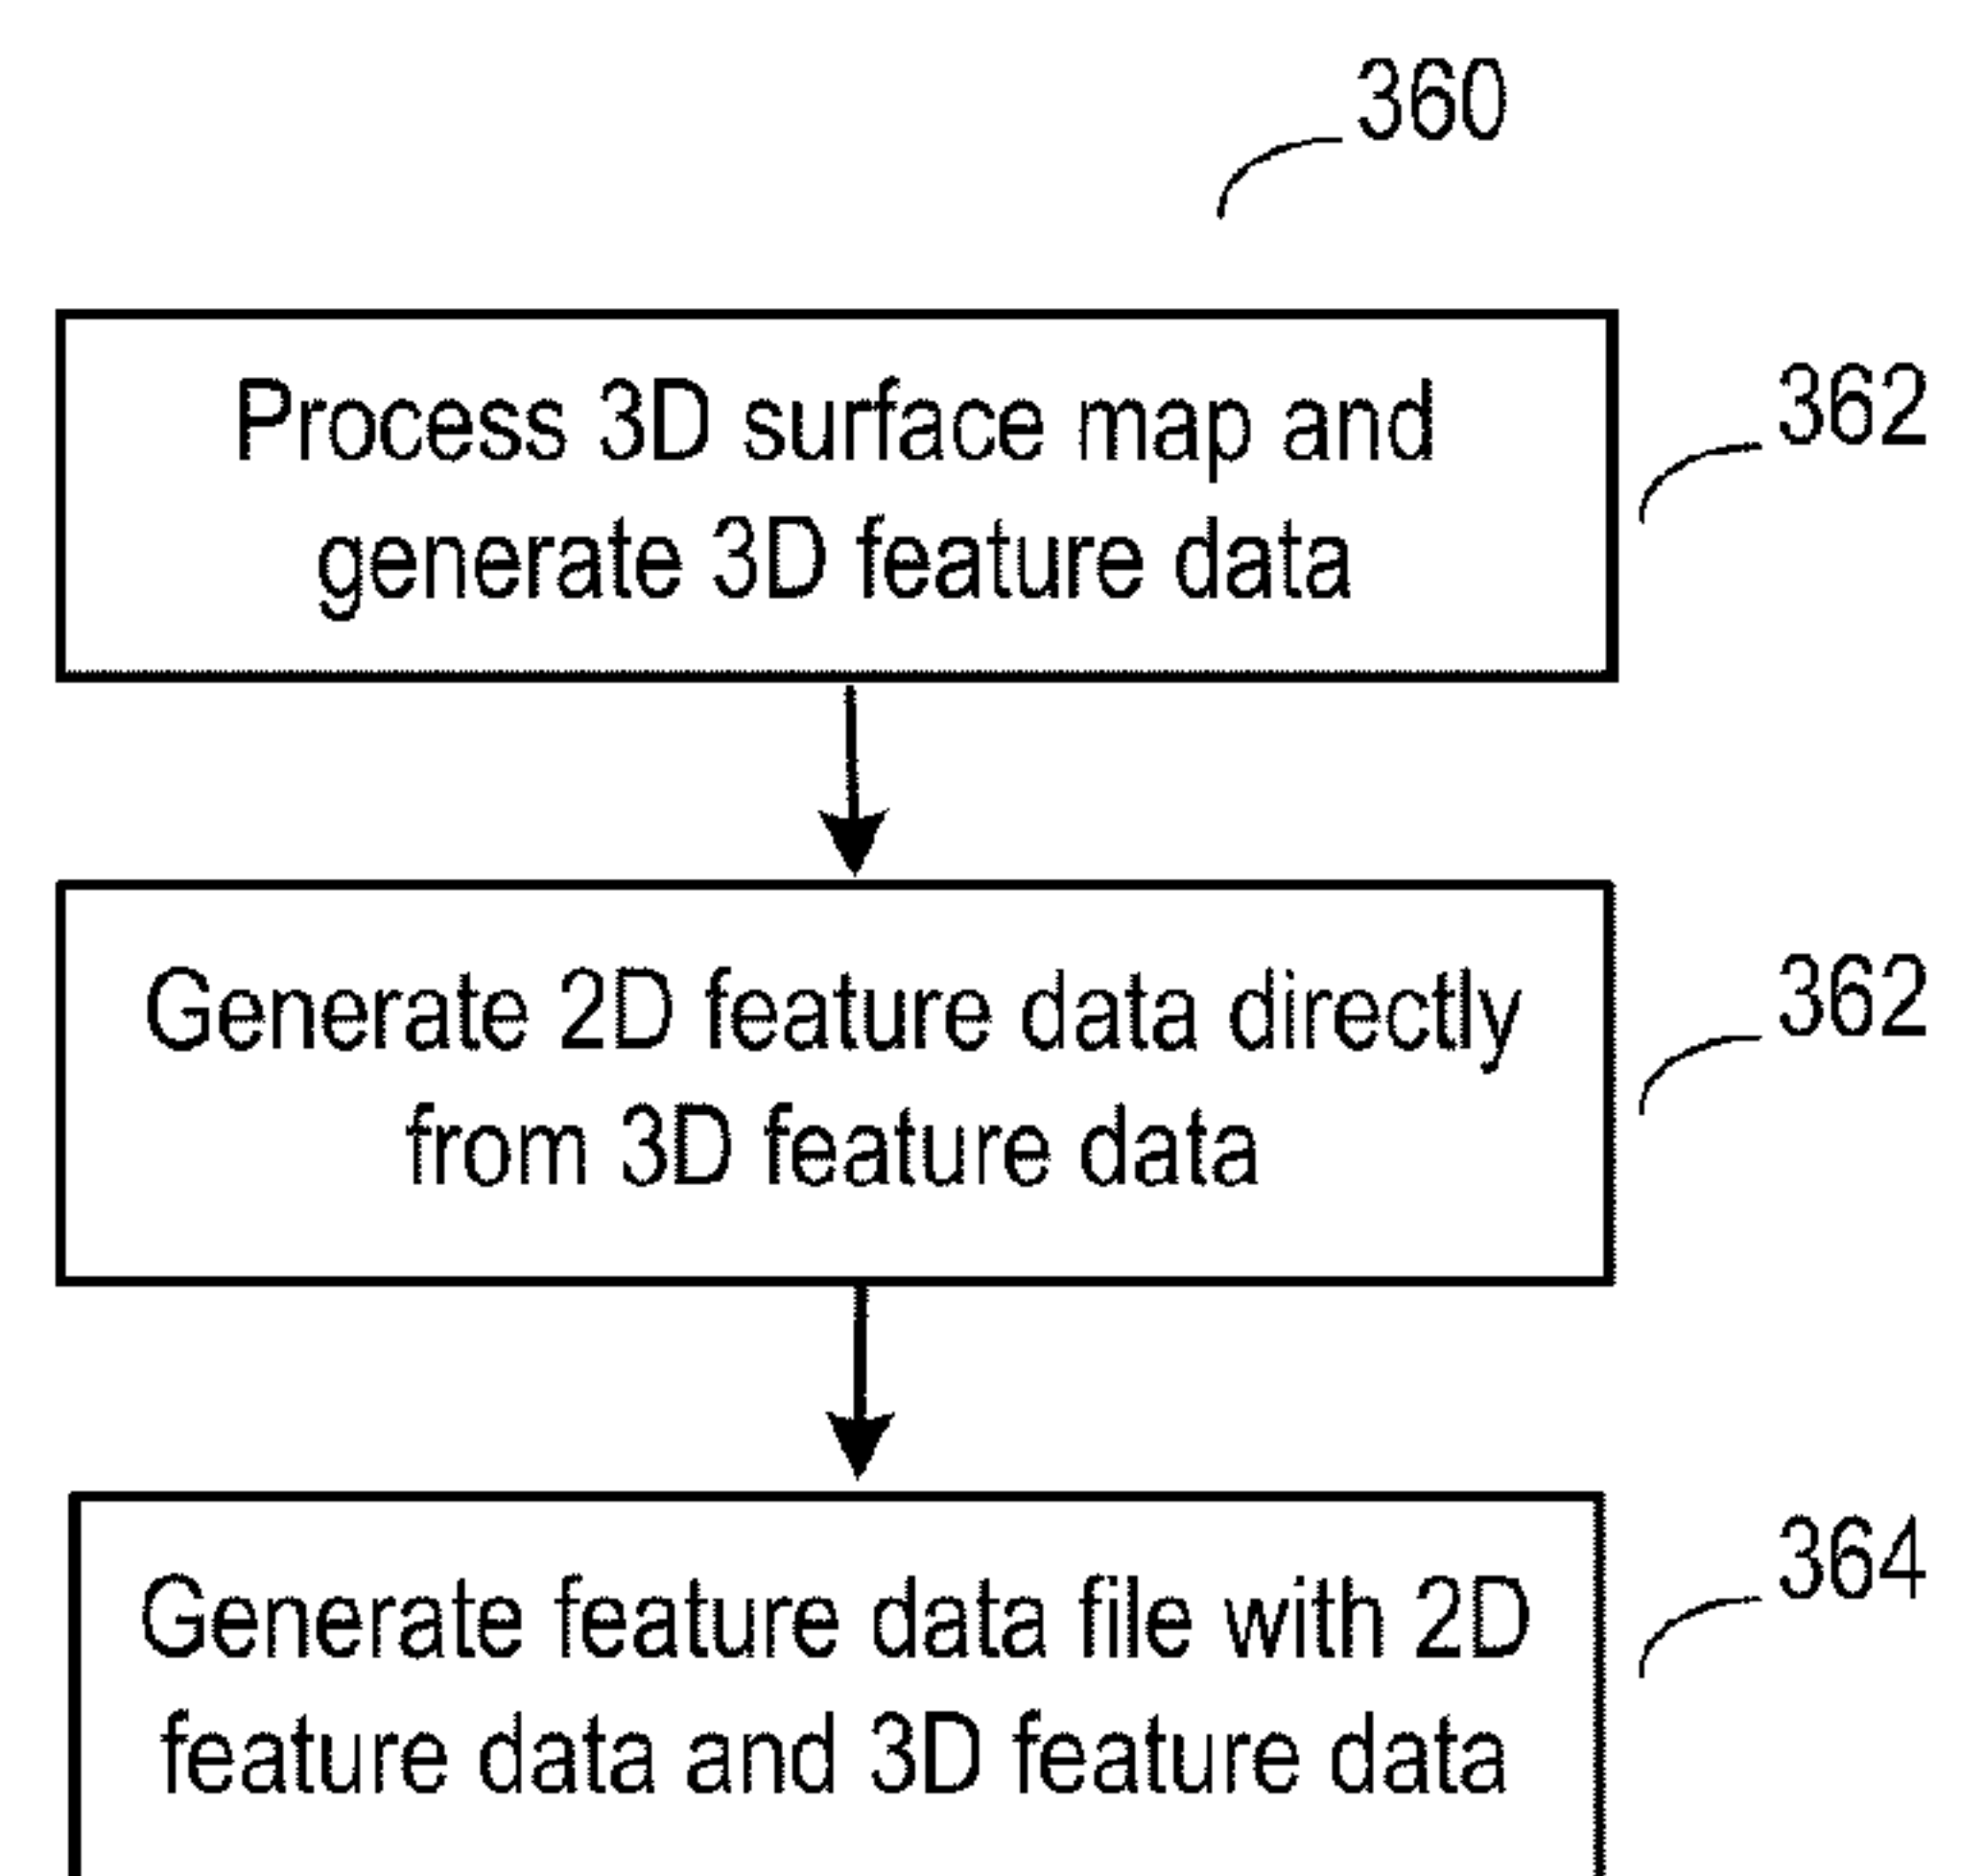 360
Process 3D surface map and
generate 3D feature data
362
Generate 2D feature data directly
from 3D feature data
362
Generate feature data file with 2D
feature data and 3D feature data
364